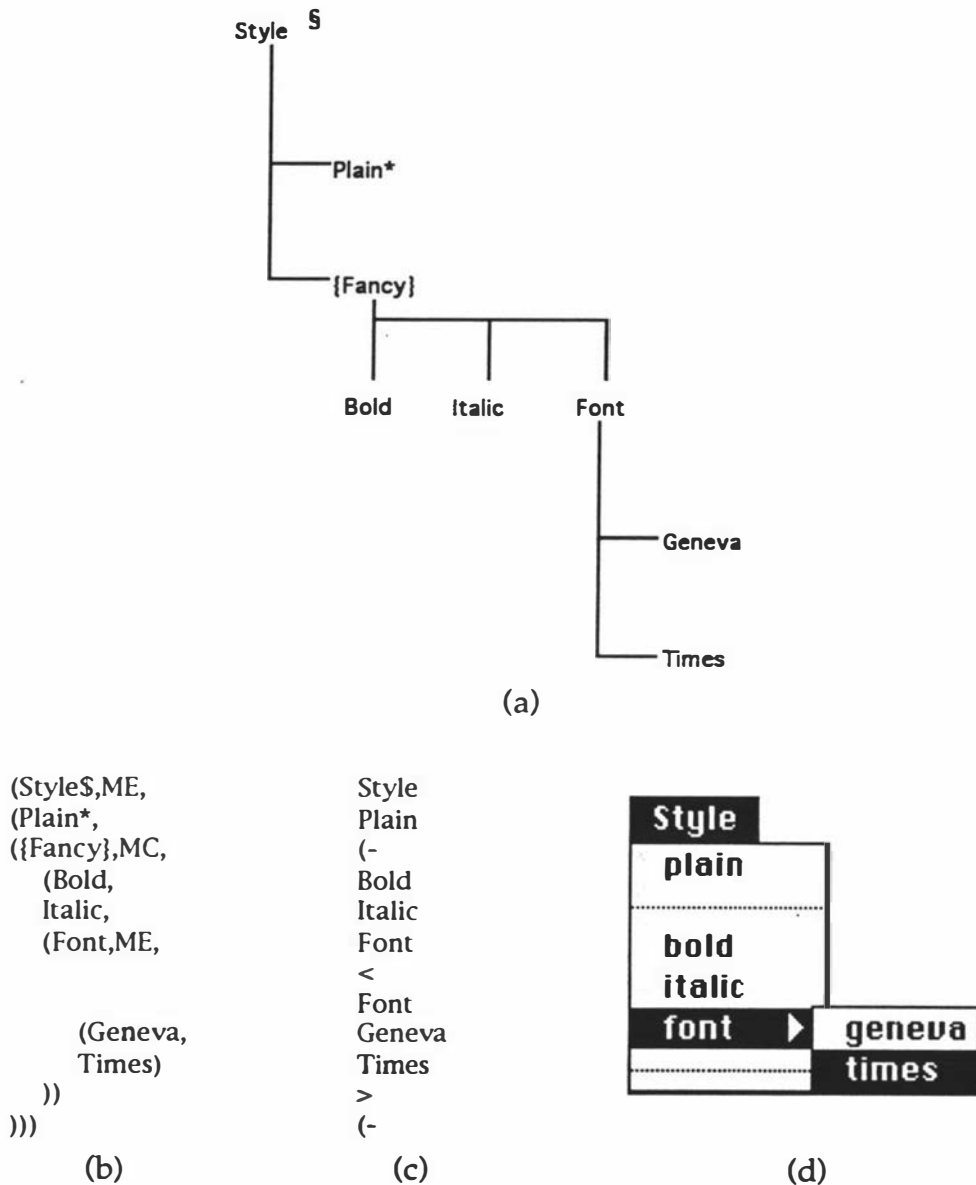 Style §
Plain*
{Fancy}
Bold Italic Font
Geneva
Times
(a)
(Style$,ME,
(Plain*,
({Fancy},MC,
(Bold,
Italic,
(Font,ME,
(Geneva,
Times)
))
)))
(b)
Style
Plain
(-
Bold
Italic
Font
<
Font
Geneva
Times
>
(-
(c)
Style
plain
bold
italic
font geneva
times
(d)